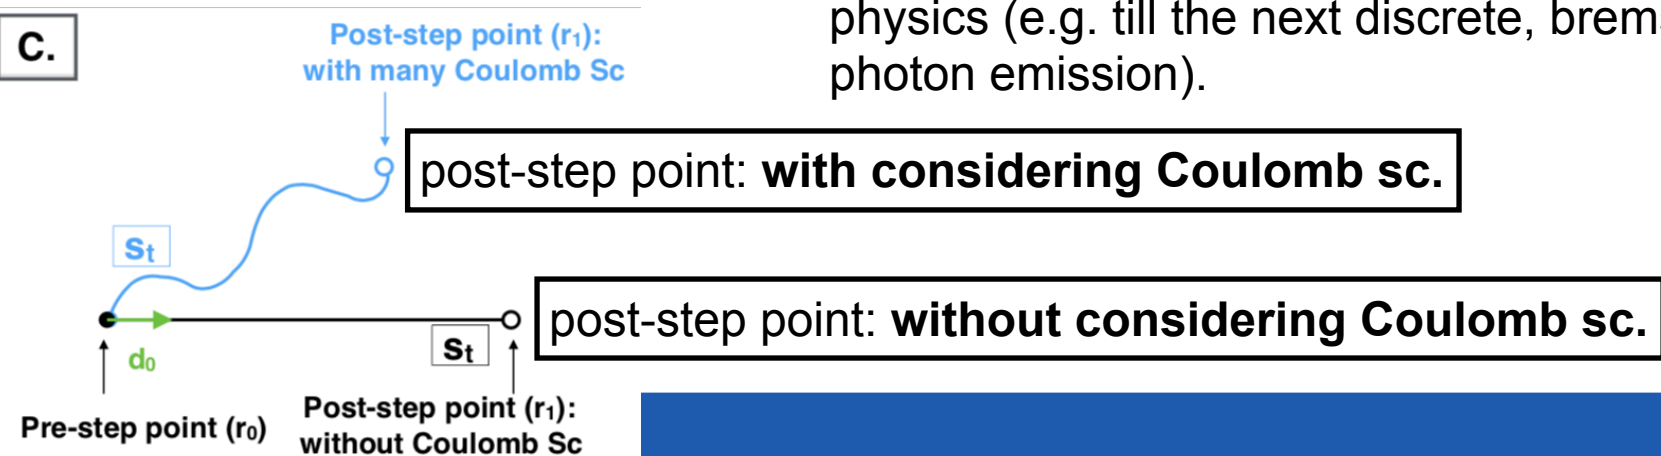 C.
Post-step point (r₁):
with many Coulomb Sc
physics (e.g. till the next discrete, brem
photon emission).
post-step point: with considering Coulomb sc.
sₜ
post-step point: without considering Coulomb sc.
sₜ
d₀
Pre-step point (r₀)
Post-step point (r₁):
without Coulomb Sc